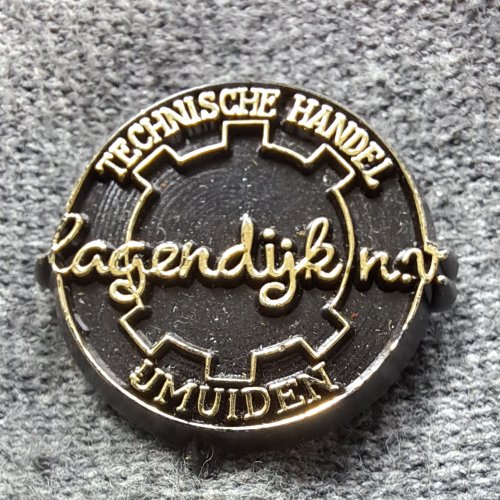 TECHNISCHE HANDEL
lagendijk n.v.
IJMUIDEN